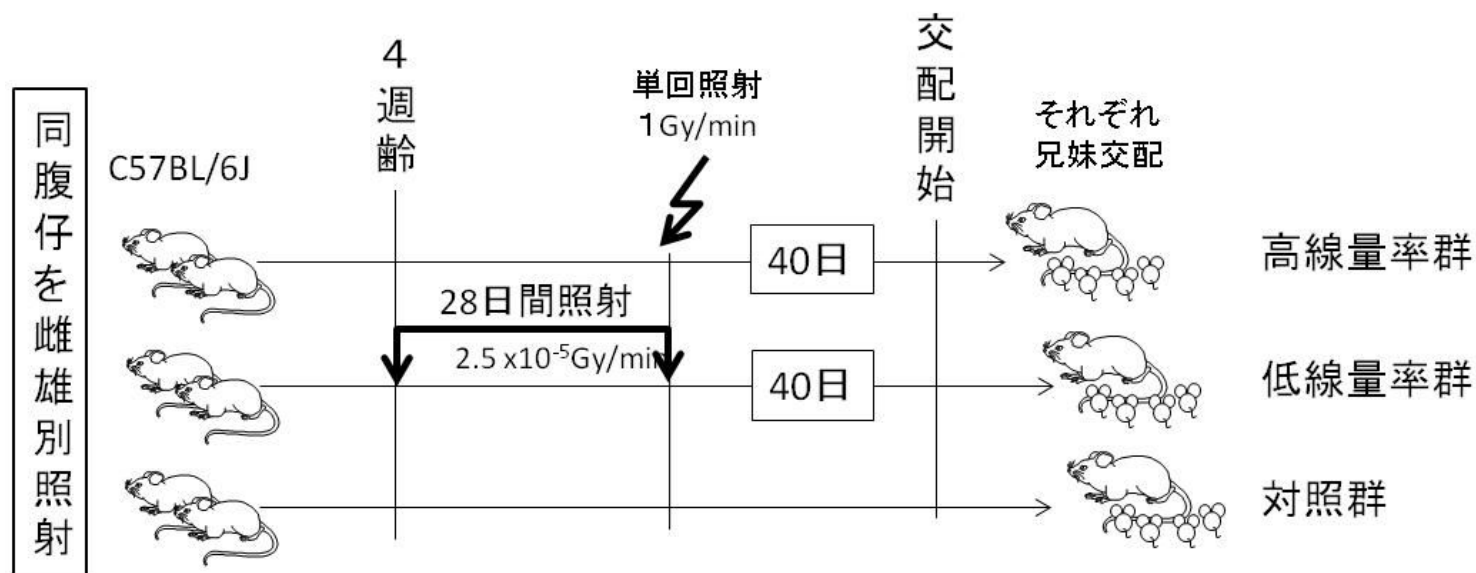 同腹仔を雌雄別照射
C57BL/6J
4週齢
単回照射
1Gy/min
交配開始
それぞれ
兄妹交配
40日
高線量率群
28日間照射
2.5 x10⁻⁵Gy/min
40日
低線量率群
対照群